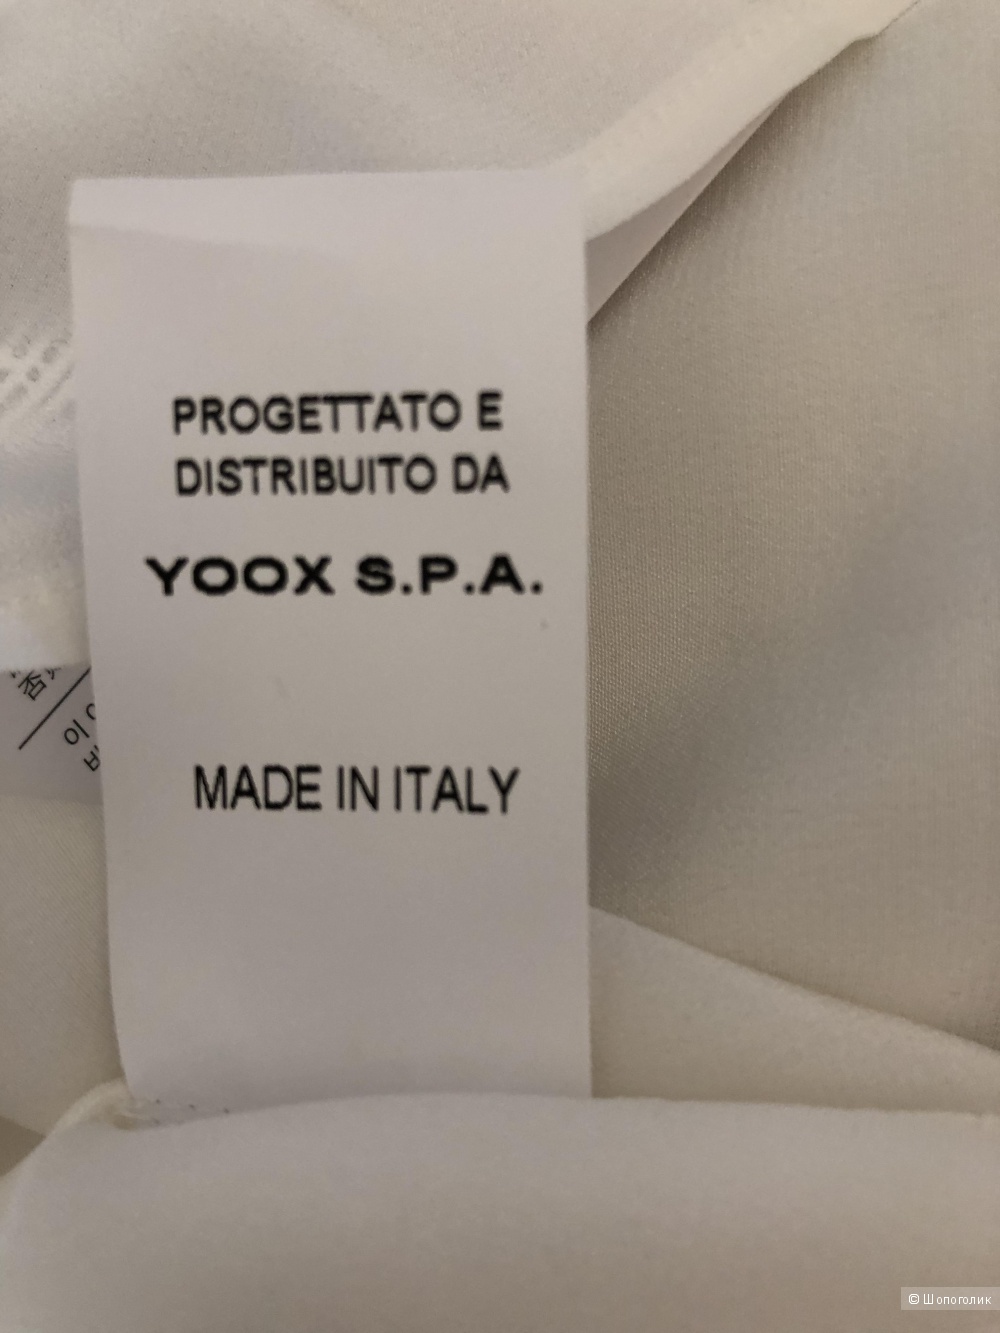 PROGETTATO E
DISTRIBUITO DA
YOOX S.P.A.
MADE IN ITALY
© Шопоголик